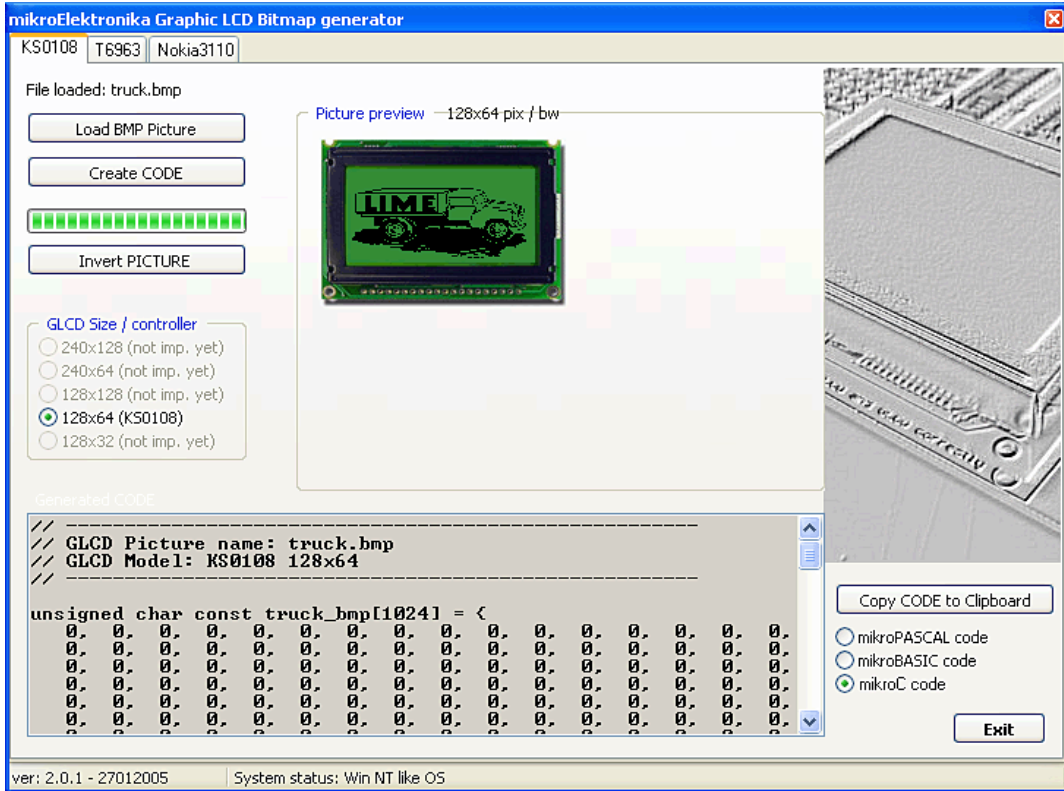 mikroElektronika Graphic LCD Bitmap generator
KS0108 T6963 Nokia3110
File loaded: truck.bmp
Load BMP Picture
Create CODE
Invert PICTURE
GLCD Size / controller
240x128 (not imp. yet)
240x64 (not imp. yet)
128x128 (not imp. yet)
128x64 (KS0108)
128x32 (not imp. yet)
Picture preview 128x64 pix / bw
LIME
CORRECTLY
Generated CODE
// ------------------------------------------------------
// GLCD Picture name: truck.bmp
// GLCD Model: KS0108 128x64
// ------------------------------------------------------
unsigned char const truck_bmp[1024] = {
0, 0, 0, 0, 0, 0, 0, 0, 0, 0, 0, 0, 0, 0, 0, 0,
0, 0, 0, 0, 0, 0, 0, 0, 0, 0, 0, 0, 0, 0, 0, 0,
0, 0, 0, 0, 0, 0, 0, 0, 0, 0, 0, 0, 0, 0, 0, 0,
0, 0, 0, 0, 0, 0, 0, 0, 0, 0, 0, 0, 0, 0, 0, 0,
0, 0, 0, 0, 0, 0, 0, 0, 0, 0, 0, 0, 0, 0, 0, 0,
0, 0, 0, 0, 0, 0, 0, 0, 0, 0, 0, 0, 0, 0, 0, 0,
Copy CODE to Clipboard
mikroPASCAL code
mikroBASIC code
mikroC code
Exit
ver: 2.0.1 - 27012005 System status: Win NT like OS